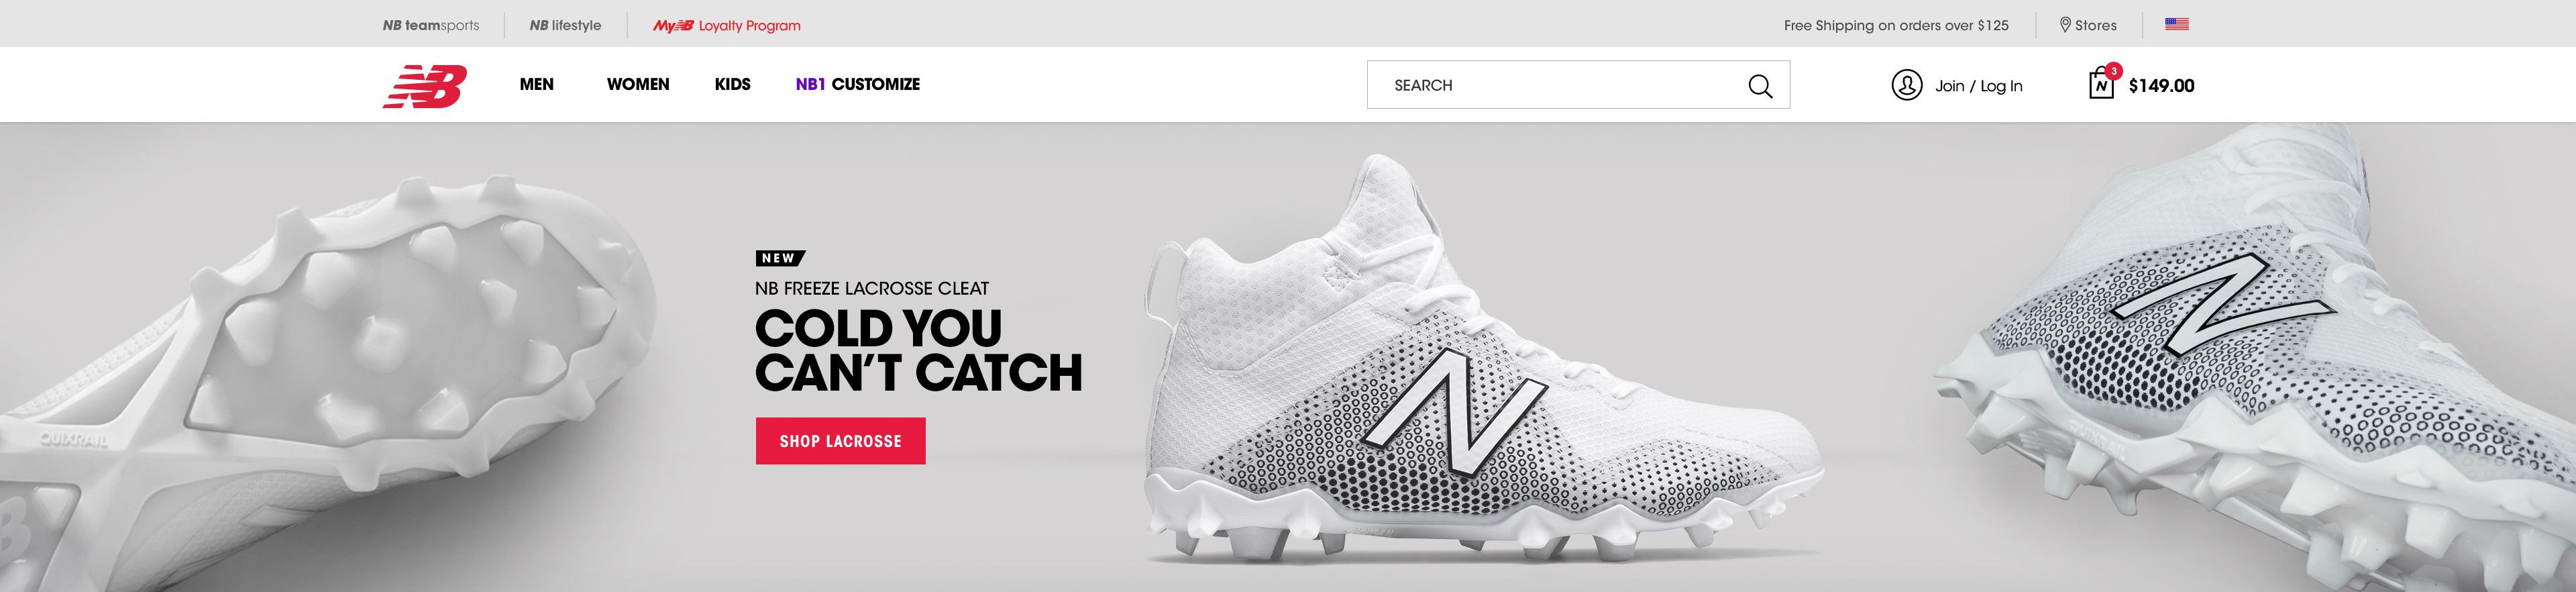 NB teamsports
NB lifestyle
MyNB Loyalty Program
Free Shipping on orders over $125
Stores
NB
MEN
WOMEN
KIDS
NB1 CUSTOMIZE
SEARCH
Join / Log In
N
3
$149.00
NEW
NB FREEZE LACROSSE CLEAT
COLD YOU
CAN'T CATCH
SHOP LACROSSE
QUIXRAIL
N
N
B